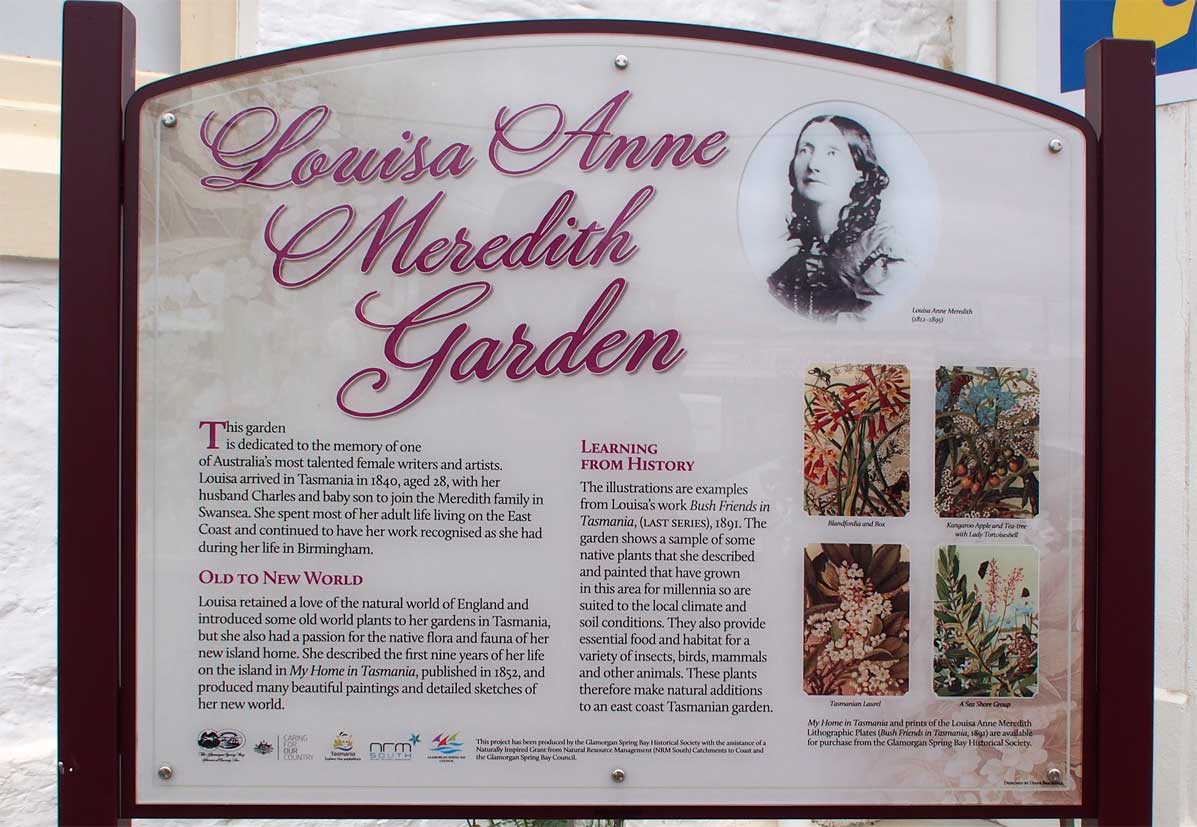 Louisa Anne
Meredith
Garden
Louisa Anne Meredith
(1812-1895)
This garden
is dedicated to the memory of one
of Australia's most talented female writers and artists.
Louisa arrived in Tasmania in 1840, aged 28, with her
husband Charles and baby son to join the Meredith family in
Swansea. She spent most of her adult life living on the East
Coast and continued to have her work recognised as she had
during her life in Birmingham.
OLD TO NEW WORLD
Louisa retained a love of the natural world of England and
introduced some old world plants to her gardens in Tasmania,
but she also had a passion for the native flora and fauna of her
new island home. She described the first nine years of her life
on the island in My Home in Tasmania, published in 1852, and
produced many beautiful paintings and detailed sketches of
her new world.
LEARNING
FROM HISTORY
The illustrations are examples
from Louisa's work Bush Friends in
Tasmania, (LAST SERIES), 1891. The
garden shows a sample of some
native plants that she described
and painted that have grown
in this area for millennia so are
suited to the local climate and
soil conditions. They also provide
essential food and habitat for a
variety of insects, birds, mammals
and other animals. These plants
therefore make natural additions
to an east coast Tasmanian garden.
Blandfordia and Box
Kangaroo Apple and Tea-tree
with Lady Tortoiseshell
Tasmanian Laurel
A Sea Shore Group
My Home in Tasmania and prints of the Louisa Anne Meredith
Lithographic Plates (Bush Friends in Tasmania, 1891) are available
for purchase from the Glamorgan Spring Bay Historical Society.
CARING
FOR
OUR
COUNTRY
Tasmania
nrm
SOUTH
GLAMORGAN SPRING BAY
COUNCIL
This project has been produced by the Glamorgan Spring Bay Historical Society with the assistance of a
Naturally Inspired Grant from Natural Resource Management (NRM South) Catchments to Coast and
the Glamorgan Spring Bay Council.